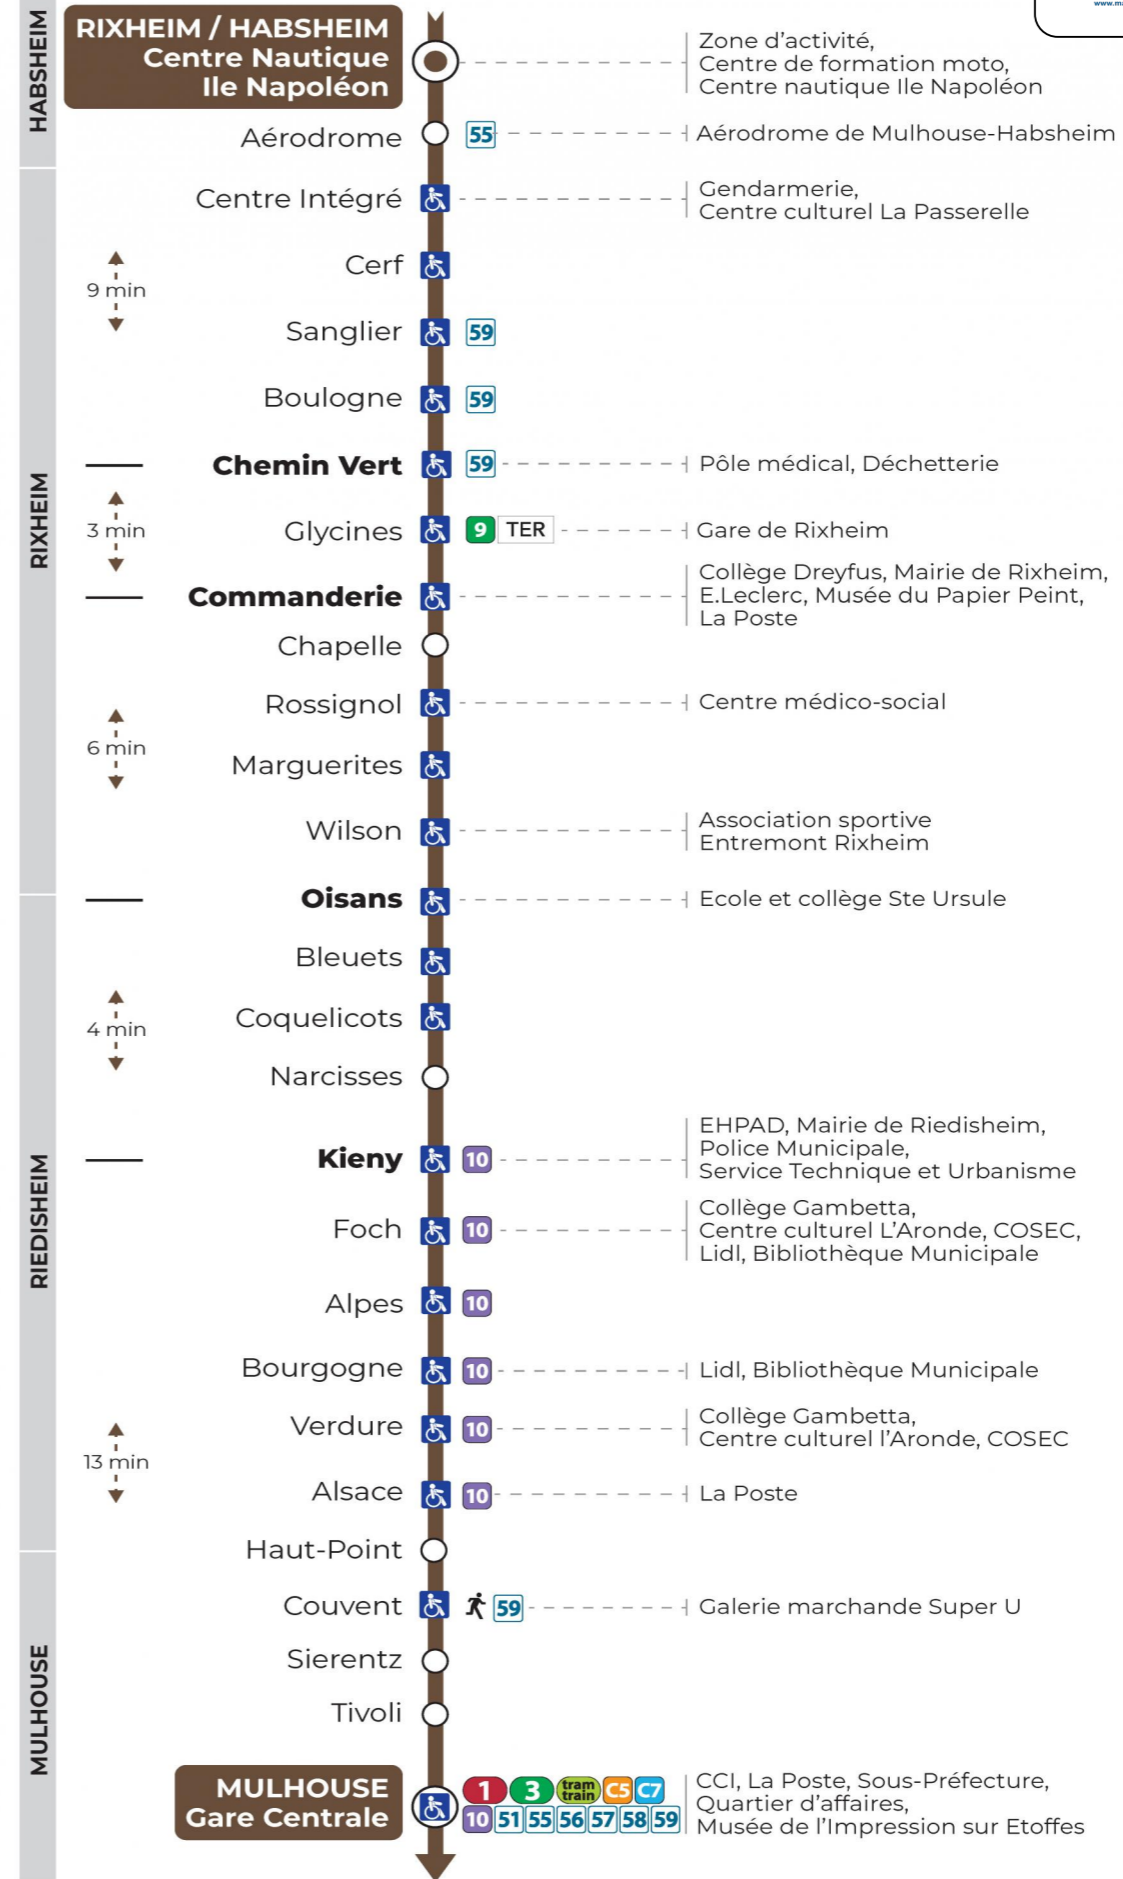 www.ma
HABSHEIM
RIXHEIM / HABSHEIM
Centre Nautique
Ile Napoléon
Zone d'activité,
Centre de formation moto,
Centre nautique Ile Napoléon
Aérodrome 55 Aérodrome de Mulhouse-Habsheim
RIXHEIM
Centre Intégré
Gendarmerie,
Centre culturel La Passerelle
Cerf
9 min
Sanglier 59
Boulogne 59
Chemin Vert 59 Pôle médical, Déchetterie
3 min
Glycines 9 TER Gare de Rixheim
Commanderie
Collège Dreyfus, Mairie de Rixheim,
E.Leclerc, Musée du Papier Peint,
La Poste
Chapelle
Rossignol Centre médico-social
6 min
Marguerites
Wilson
Association sportive
Entremont Rixheim
RIEDISHEIM
Oisans Ecole et collège Ste Ursule
Bleuets
Coquelicots
4 min
Narcisses
Kieny 10
EHPAD, Mairie de Riedisheim,
Police Municipale,
Service Technique et Urbanisme
Foch 10
Collège Gambetta,
Centre culturel L'Aronde, COSEC,
Lidl, Bibliothèque Municipale
Alpes 10
Bourgogne 10 Lidl, Bibliothèque Municipale
Verdure 10
Collège Gambetta,
Centre culturel l'Aronde, COSEC
13 min
Alsace 10 La Poste
Haut-Point
MULHOUSE
Couvent 59 Galerie marchande Super U
Sierentz
Tivoli
MULHOUSE
Gare Centrale
1 3 tram train C5 C7
10 51 55 56 57 58 59
CCI, La Poste, Sous-Préfecture,
Quartier d'affaires,
Musée de l'Impression sur Etoffes